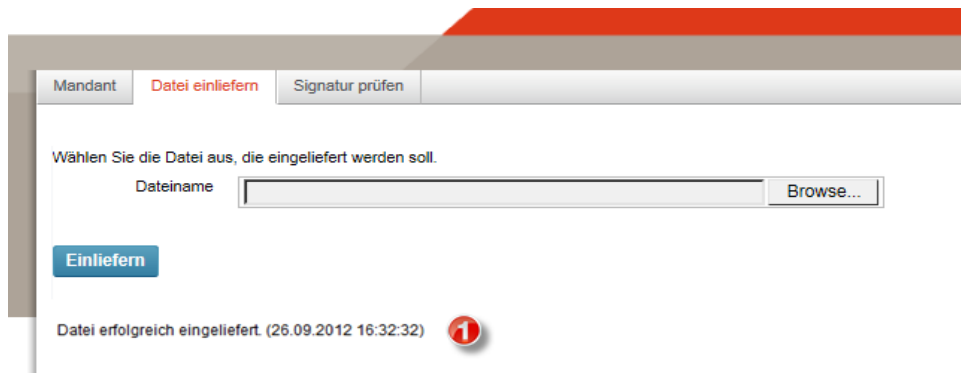 Mandant Datei einliefern Signatur prüfen
Wählen Sie die Datei aus, die eingeliefert werden soll.
Dateiname Browse...
Einliefern
Datei erfolgreich eingeliefert. (26.09.2012 16:32:32) 1